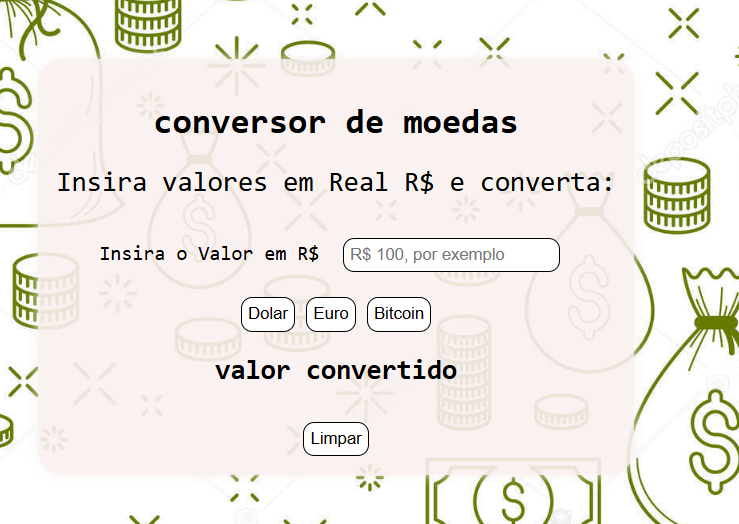 conversor de moedas
Insira valores em Real R$ e converta:
Insira o Valor em R$ R$ 100, por exemplo
Dolar Euro Bitcoin
valor convertido
Limpar